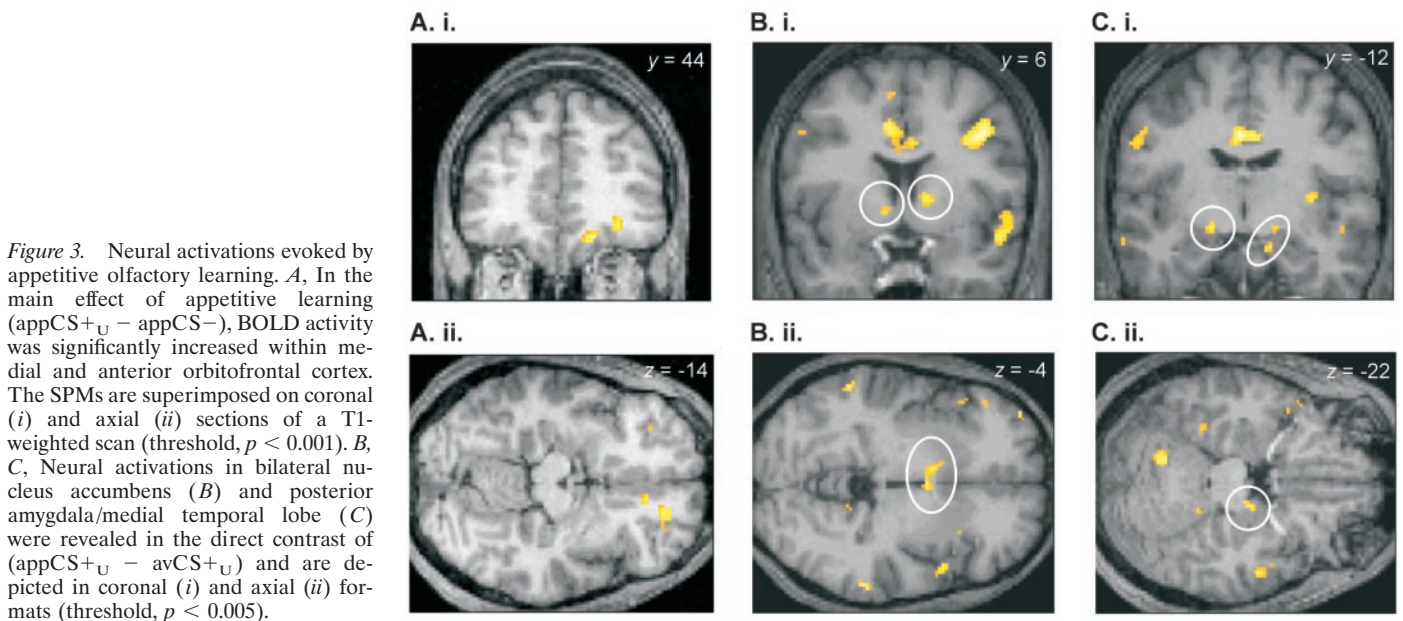 A. i.
B. i.
C. i.
y = 44
y = 6
y = -12
A. ii.
B. ii.
C. ii.
z = -14
z = -4
z = -22
Figure 3. Neural activations evoked by
appetitive olfactory learning. A, In the
main effect of appetitive learning
(appCS+U − appCS−), BOLD activity
was significantly increased within me-
dial and anterior orbitofrontal cortex.
The SPMs are superimposed on coronal
(i) and axial (ii) sections of a T1-
weighted scan (threshold, p < 0.001). B,
C, Neural activations in bilateral nu-
cleus accumbens (B) and posterior
amygdala/medial temporal lobe (C)
were revealed in the direct contrast of
(appCS+U − avCS+U) and are de-
picted in coronal (i) and axial (ii) for-
mats (threshold, p < 0.005).